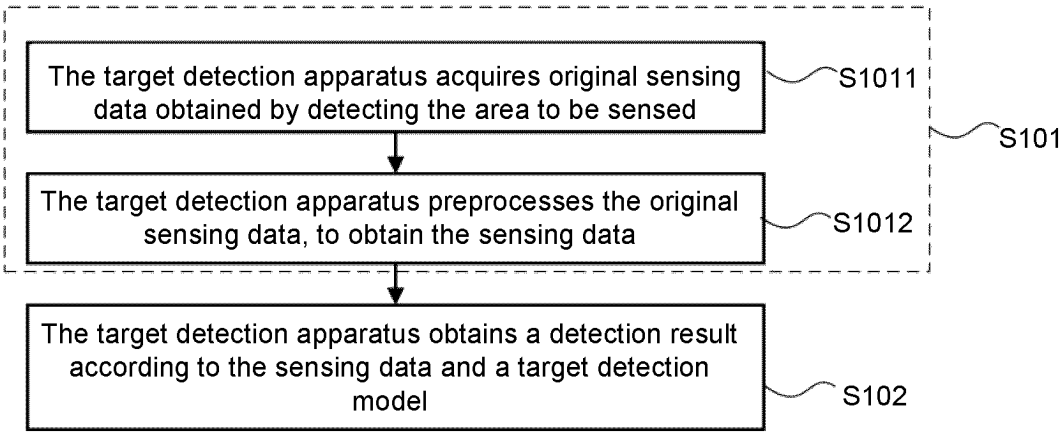 The target detection apparatus acquires original sensing
data obtained by detecting the area to be sensed
S1011
S101
The target detection apparatus preprocesses the original
sensing data, to obtain the sensing data
S1012
The target detection apparatus obtains a detection result
according to the sensing data and a target detection
model
S102